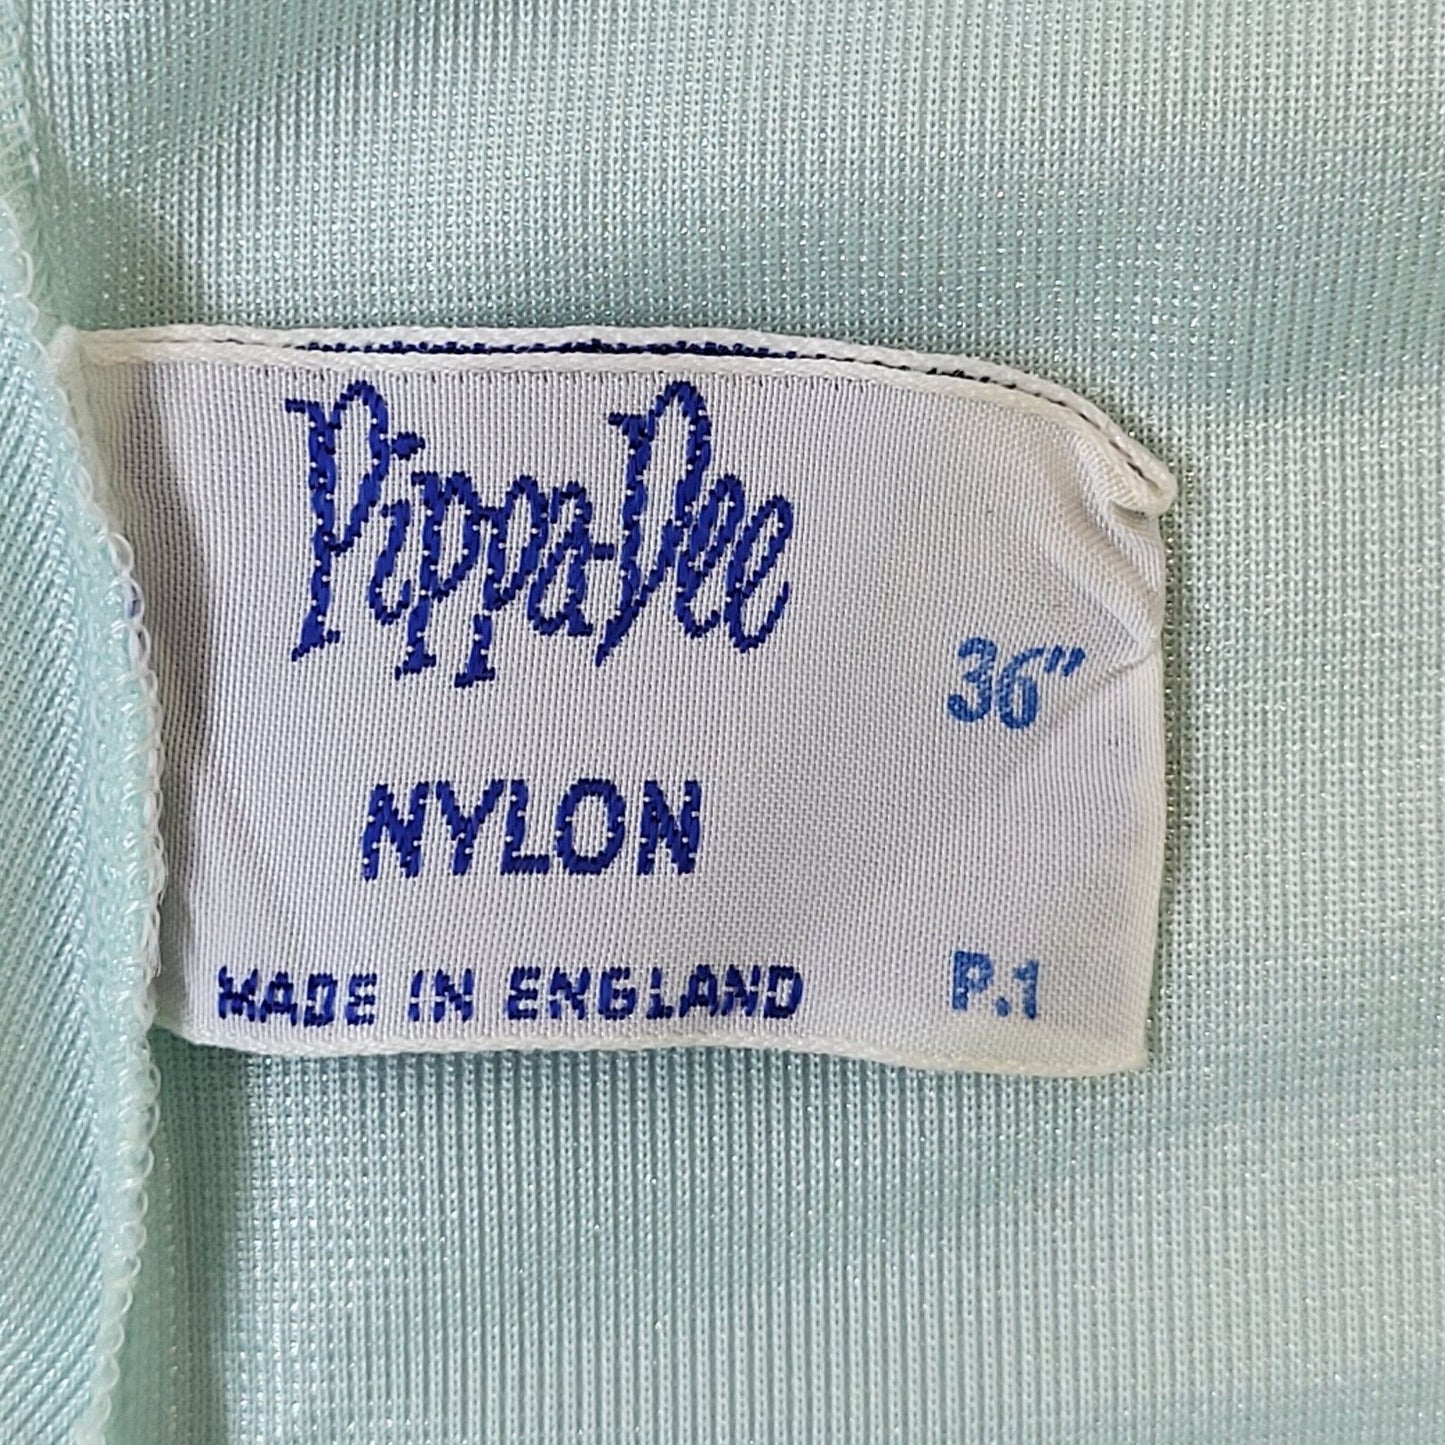 Pippa-Dee
36"
NYLON
MADE IN ENGLAND
P.1